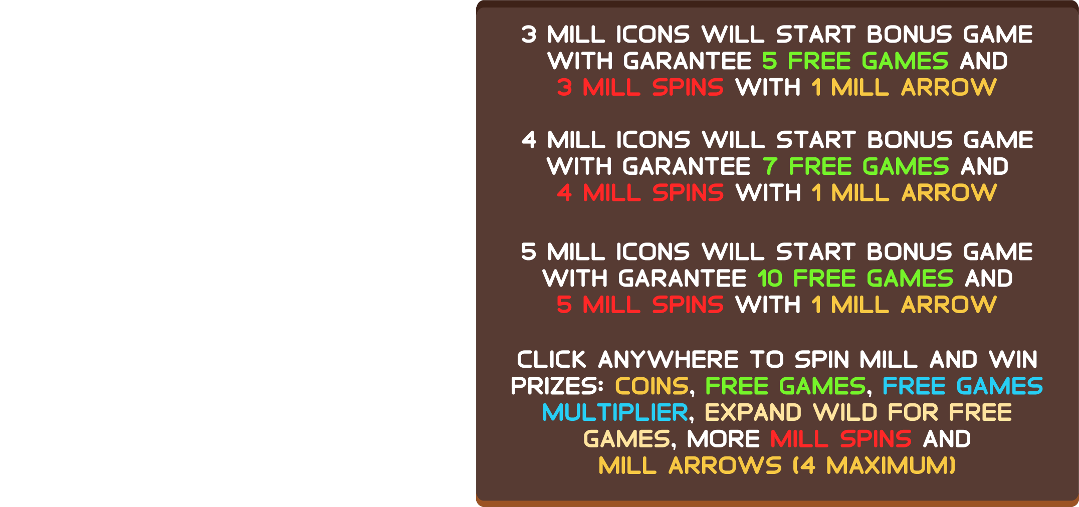 3 MILL ICONS WILL START BONUS GAME
WITH GARANTEE 5 FREE GAMES AND
3 MILL SPINS WITH 1 MILL ARROW
4 MILL ICONS WILL START BONUS GAME
WITH GARANTEE 7 FREE GAMES AND
4 MILL SPINS WITH 1 MILL ARROW
5 MILL ICONS WILL START BONUS GAME
WITH GARANTEE 10 FREE GAMES AND
5 MILL SPINS WITH 1 MILL ARROW
CLICK ANYWHERE TO SPIN MILL AND WIN
PRIZES: COINS, FREE GAMES, FREE GAMES
MULTIPLIER, EXPAND WILD FOR FREE
GAMES, MORE MILL SPINS AND
MILL ARROWS (4 MAXIMUM)